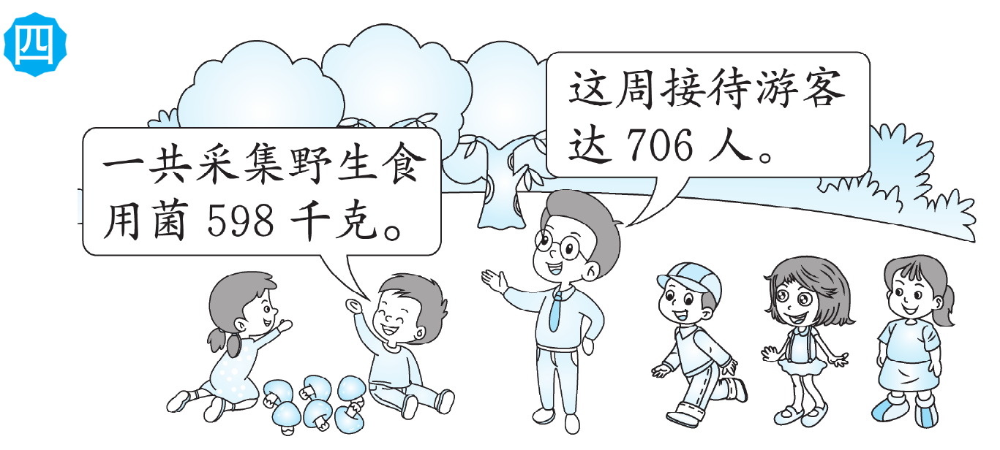 四
一共采集野生食
用菌 598 千克。
这周接待游客
达 706 人。